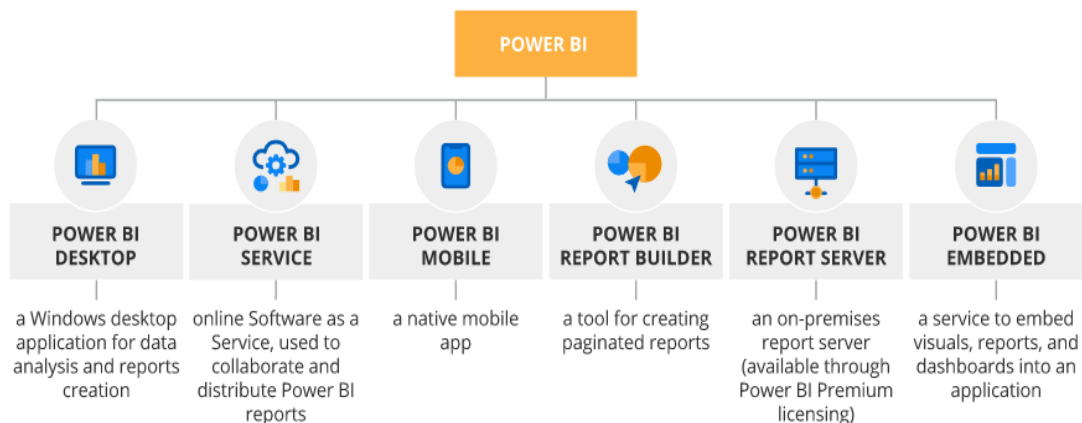 POWER BI
POWER BI
DESKTOP
a Windows desktop
application for data
analysis and reports
creation
POWER BI
SERVICE
online Software as a
Service, used to
collaborate and
distribute Power BI
reports
POWER BI
MOBILE
a native mobile
app
POWER BI
REPORT BUILDER
a tool for creating
paginated reports
POWER BI
REPORT SERVER
an on-premises
report server
(available through
Power BI Premium
licensing)
POWER BI
EMBEDDED
a service to embed
visuals, reports, and
dashboards into an
application